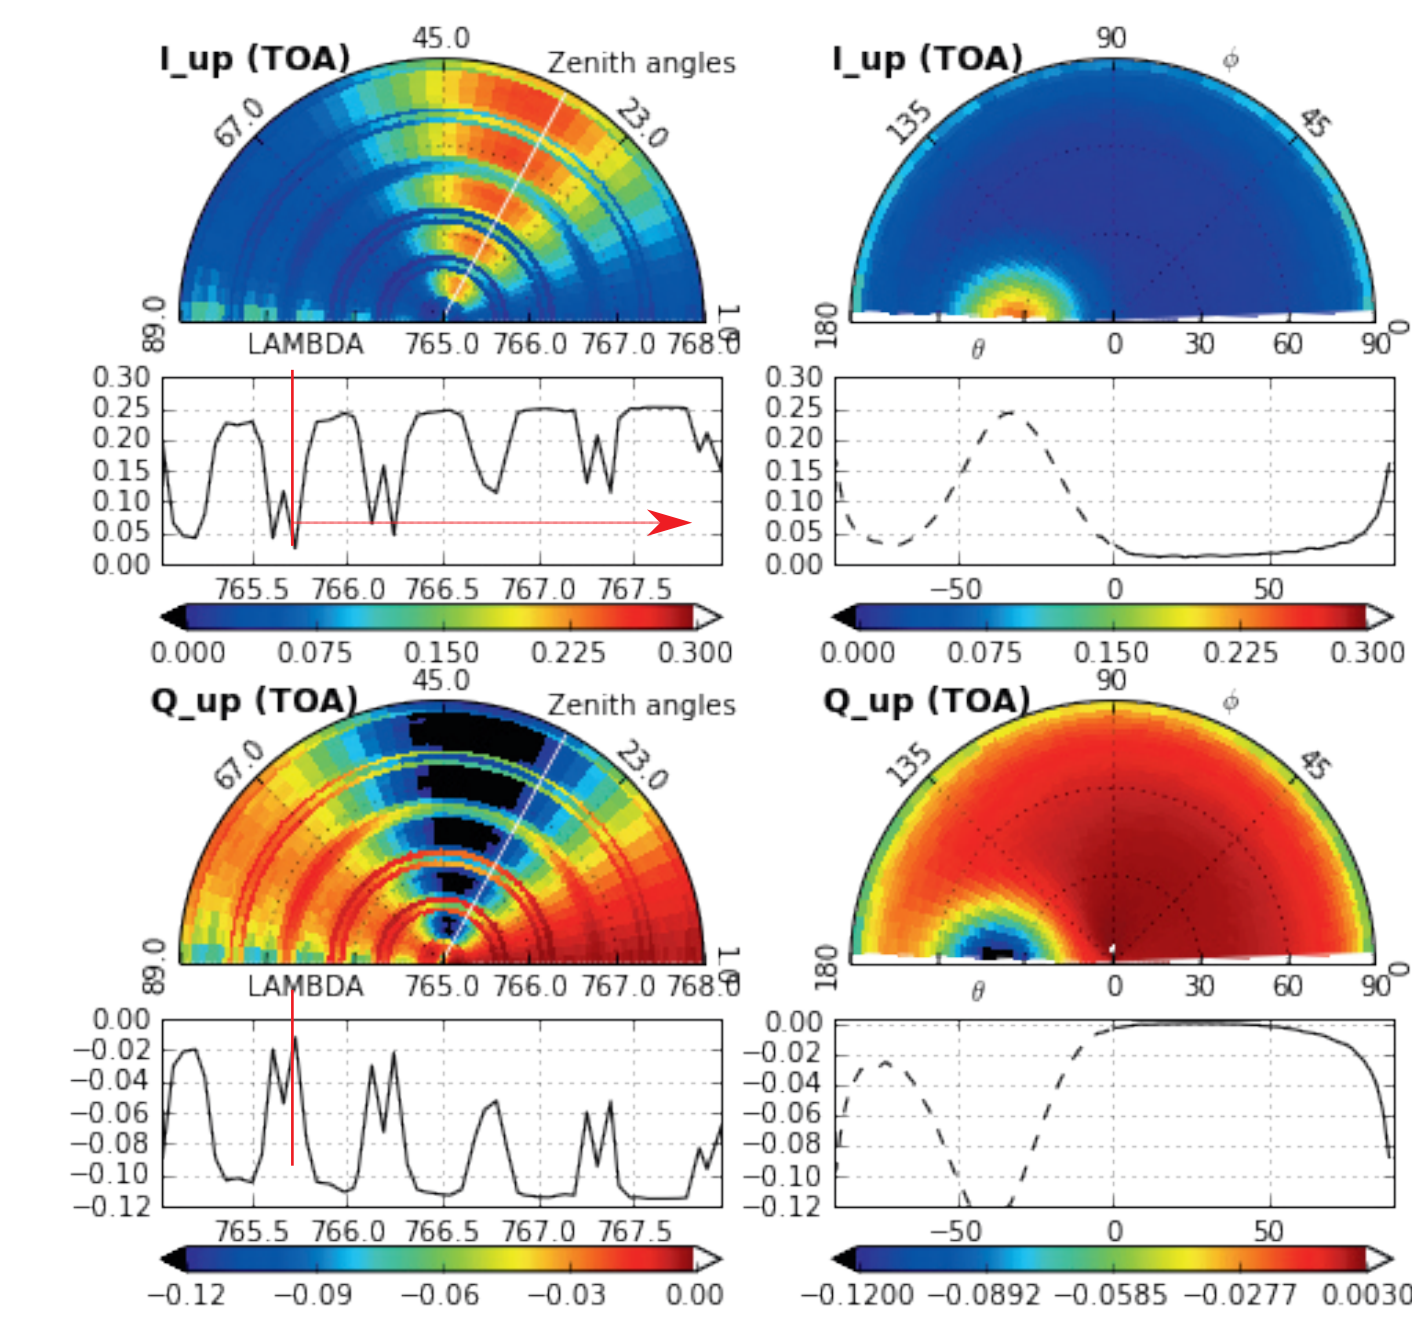 I_up (TOA)
45.0
Zenith angles
67.0
23.0
89.0
1.0
LAMBDA
765.0 766.0 767.0 768.0
0.30
0.25
0.20
0.15
0.10
0.05
0.00
765.5 766.0 766.5 767.0 767.5
0.000 0.075 0.150 0.225 0.300
I_up (TOA)
90
ϕ
135
45
180
0
θ
0 30 60 90
0.30
0.25
0.20
0.15
0.10
0.05
0.00
−50 0 50
0.000 0.075 0.150 0.225 0.300
Q_up (TOA)
45.0
Zenith angles
67.0
23.0
89.0
1.0
LAMBDA
765.0 766.0 767.0 768.0
0.00
−0.02
−0.04
−0.06
−0.08
−0.10
−0.12
765.5 766.0 766.5 767.0 767.5
−0.12 −0.09 −0.06 −0.03 0.00
Q_up (TOA)
90
ϕ
135
45
180
0
θ
0 30 60 90
0.00
−0.02
−0.04
−0.06
−0.08
−0.10
−0.12
−50 0 50
−0.1200 −0.0892 −0.0585 −0.0277 0.0030